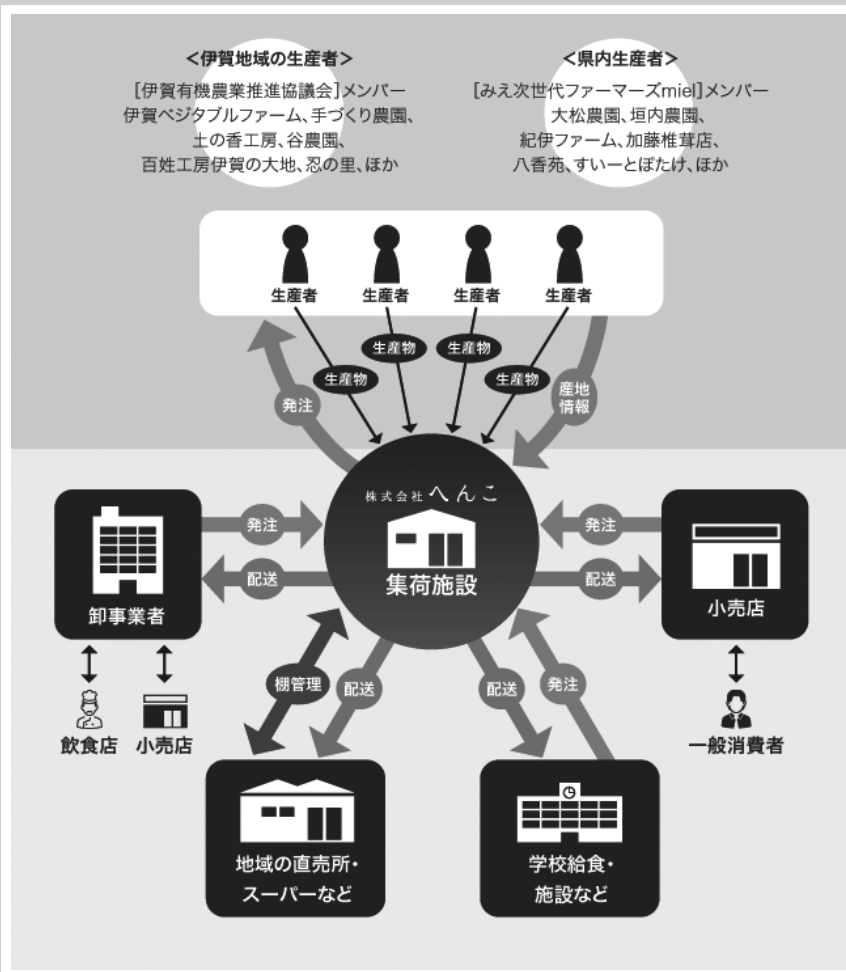 <伊賀地域の生産者>
[伊賀有機農業推進協議会]メンバー
伊賀ベジタブルファーム、手づくり農園、
土の香工房、谷農園、
百姓工房伊賀の大地、忍の里、ほか
<県内生産者>
[みえ次世代ファーマーズmiel]メンバー
大松農園、垣内農園、
紀伊ファーム、加藤椎茸店、
八香苑、すいーとぽたけ、ほか
生産者
生産者
生産者
生産者
生産物
生産物
生産物
生産物
発注
産地
情報
株式会社へんこ
集荷施設
発注
配送
卸事業者
飲食店
小売店
発注
配送
小売店
一般消費者
棚管理
配送
配送
発注
地域の直売所・
スーパーなど
学校給食・
施設など